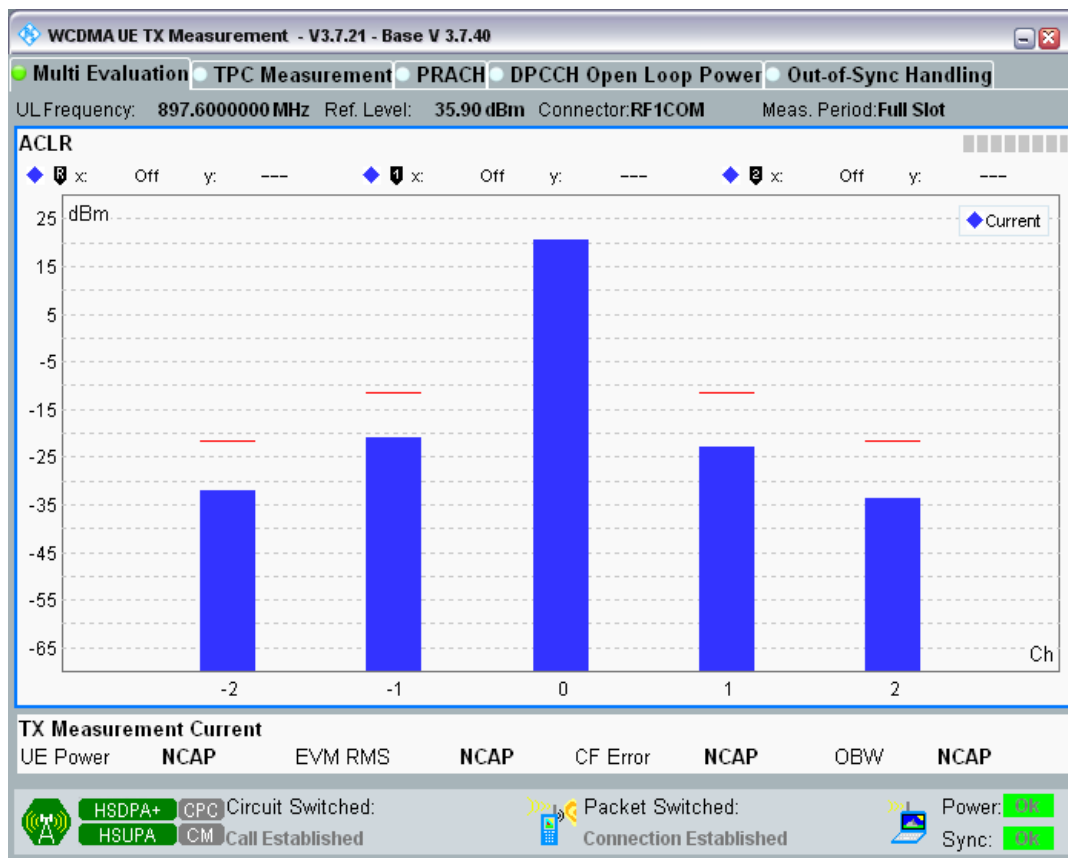 WCDMA UE TX Measurement - V3.7.21 - Base V 3.7.40
Multi Evaluation TPC Measurement PRACH DPCCH Open Loop Power Out-of-Sync Handling
UL Frequency: 897.6000000 MHz Ref. Level: 35.90 dBm Connector:RF1COM Meas. Period:Full Slot
ACLR
R x: Off y: --- 1 x: Off y: --- 2 x: Off y: ---
dBm
Current
25
15
5
-5
-15
-25
-35
-45
-55
-65
Ch
-2 -1 0 1 2
TX Measurement Current
UE Power NCAP EVM RMS NCAP CF Error NCAP OBW NCAP
HSDPA+ CPC Circuit Switched: Packet Switched: Power: OK
HSUPA CM Call Established Connection Established Sync: OK